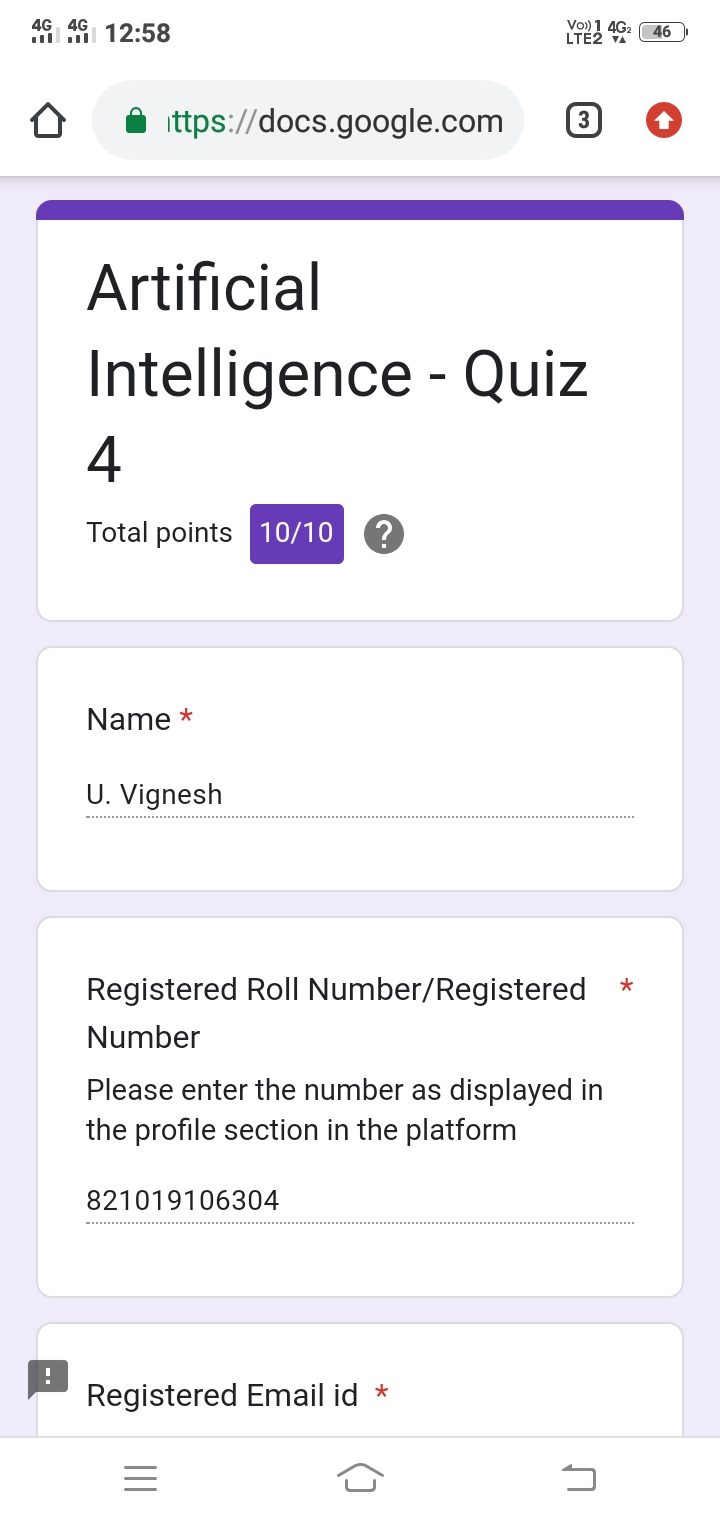 4G 4G 12:58 Vo)) 1 4G2 46
LTE2
ttps://docs.google.com 3
Artificial
Intelligence - Quiz
4
Total points 10/10 ?
Name *
U. Vignesh
Registered Roll Number/Registered *
Number
Please enter the number as displayed in
the profile section in the platform
821019106304
!
Registered Email id *